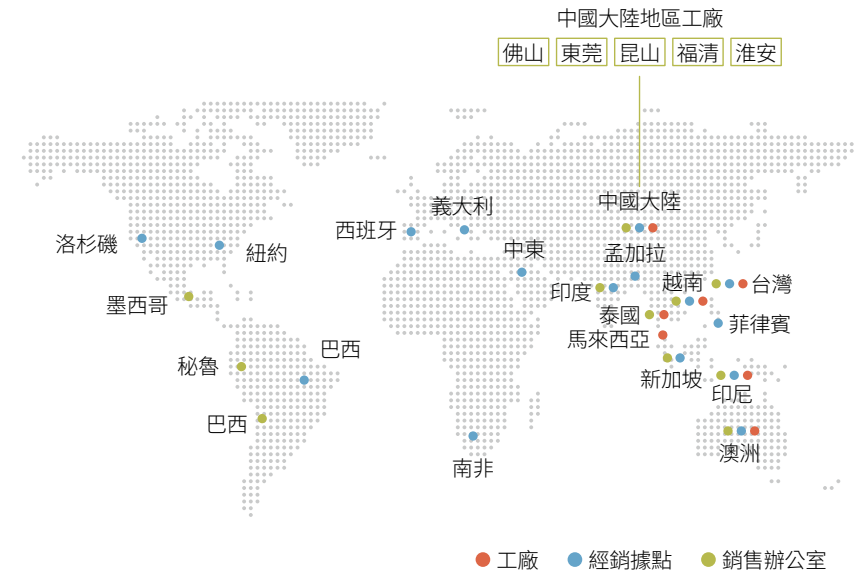 中國大陸地區工廠
佛山 東莞 昆山 福清 淮安
義大利
中國大陸
西班牙
洛杉磯
紐約
中東
孟加拉
越南
台灣
印度
墨西哥
泰國
菲律賓
馬來西亞
巴西
秘魯
新加坡
印尼
巴西
澳洲
南非
工廠 經銷據點 銷售辦公室